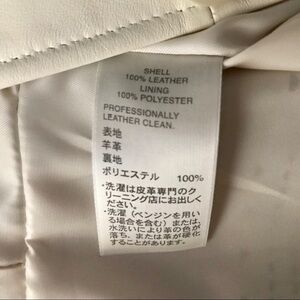 SHELL
100% LEATHER
LINING
100% POLYESTER
PROFESSIONALLY
LEATHER CLEAN.
表地
羊革
裏地
ポリエステル 100%
・洗濯は皮革専門のク
リーニング店にお出しく
ださい。
・洗濯（ベンジンを用い
る場合を含む）または、
水洗いにより革の色が
落ち、または革が硬化
することがあります。